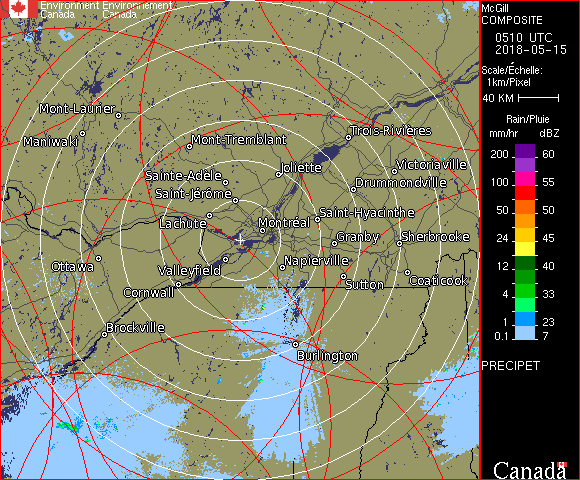 Environment Environnement
Canada Canada
McGill
COMPOSITE
0510 UTC
2018-05-15
Scale/Échelle:
1km/Pixel
40 KM
Rain/Pluie
mm/hr dBZ
200 60
100 55
50 50
24 45
12 40
4 33
1 23
0.1 7
PRECIPET
Mont-Laurier
Maniwaki
Mont-Tremblant
Trois-Rivières
Joliette
Victoriaville
Sainte-Adèle
Drummondville
Saint-Jérôme
Lachute
Saint-Hyacinthe
Montréal
Granby
Sherbrooke
Ottawa
Valleyfield
Napierville
Cornwall
Sutton
Coaticook
Brockville
Burlington
Canada